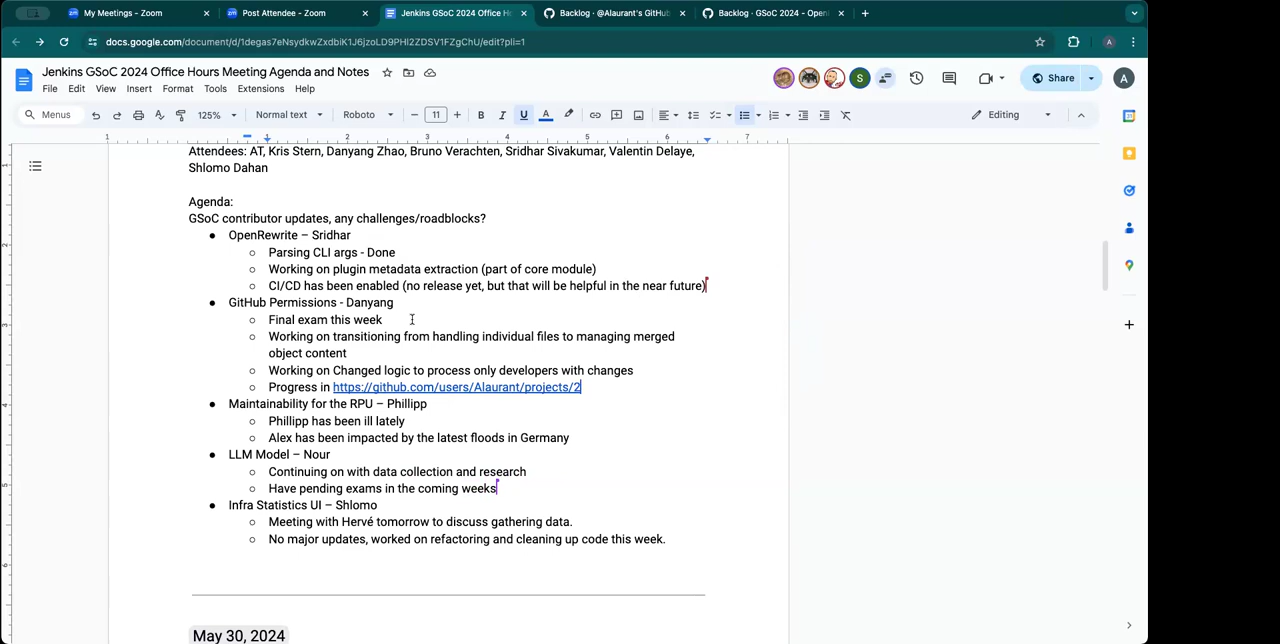 My Meetings - Zoom
Post Attendee - Zoom
Jenkins GSoC 2024 Office H
Backlog · @Alaurant's GitHub
Backlog · GSoC 2024 - Open
docs.google.com/document/d/1degas7eNsydkwZxdbiK1J6jzoLD9PHl2ZDSV1FZgChU/edit?pli=1
A
Jenkins GSoC 2024 Office Hours Meeting Agenda and Notes
File Edit View Insert Format Tools Extensions Help
S
Share
A
Menus
125%
Normal text
Roboto
11
B I U A
Editing
1 1 2 3 4 5 6 7
Attendees: AT, Kris Stern, Danyang Zhao, Bruno Verachten, Sridhar Sivakumar, Valentin Delaye,
Shlomo Dahan
Agenda:
GSoC contributor updates, any challenges/roadblocks?
● OpenRewrite – Sridhar
○ Parsing CLI args - Done
○ Working on plugin metadata extraction (part of core module)
○ CI/CD has been enabled (no release yet, but that will be helpful in the near future)
● GitHub Permissions - Danyang
○ Final exam this week
○ Working on transitioning from handling individual files to managing merged
object content
○ Working on Changed logic to process only developers with changes
○ Progress in https://github.com/users/Alaurant/projects/2
● Maintainability for the RPU – Phillipp
○ Phillipp has been ill lately
○ Alex has been impacted by the latest floods in Germany
● LLM Model – Nour
○ Continuing on with data collection and research
○ Have pending exams in the coming weeks
● Infra Statistics UI – Shlomo
○ Meeting with Hervé tomorrow to discuss gathering data.
○ No major updates, worked on refactoring and cleaning up code this week.
May 30, 2024